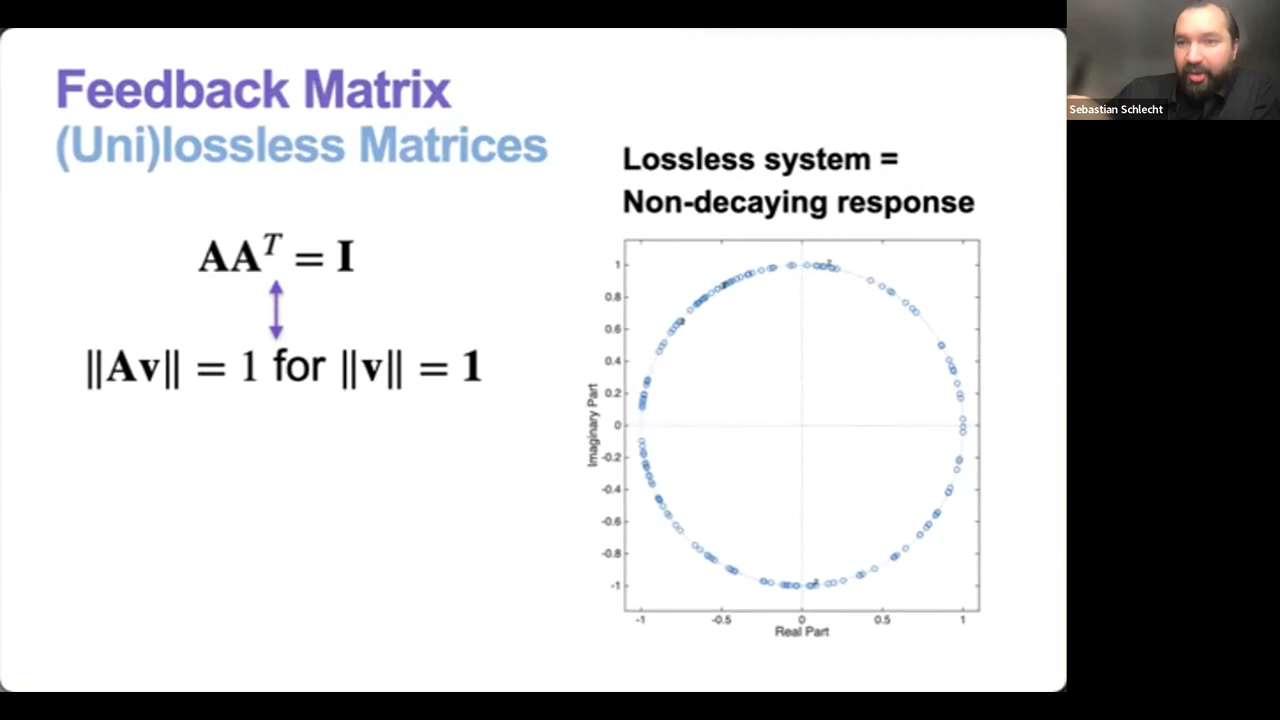 Feedback Matrix
(Uni)lossless Matrices
Lossless system =
Non-decaying response
AAᵀ = I
‖Av‖ = 1 for ‖v‖ = 1
Sebastian Schlecht
Imaginary Part
1
0.8
0.6
0.4
0.2
0
-0.2
-0.4
-0.6
-0.8
-1
-1 -0.5 0 0.5 1
Real Part